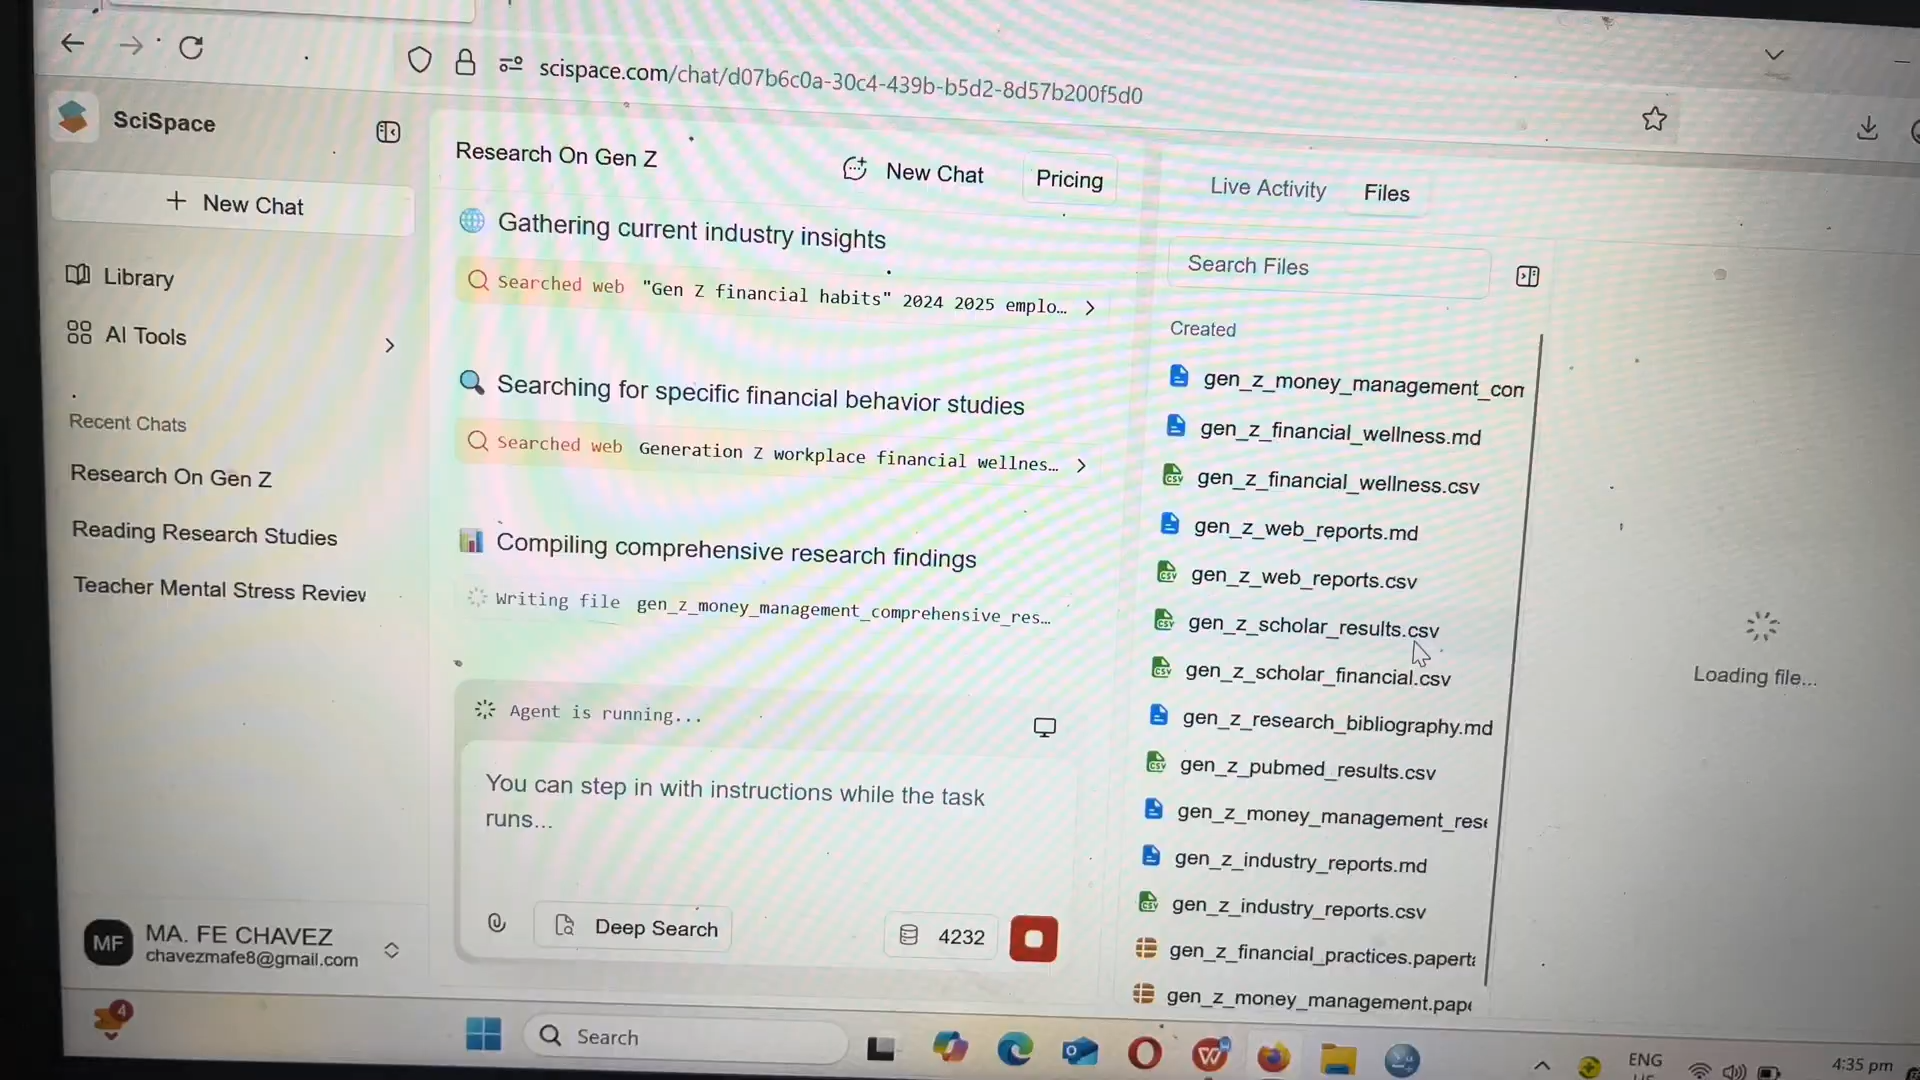 scispace.com/chat/d07b6c0a-30c4-439b-b5d2-8d57b200f5d0
SciSpace
New Chat
Library
AI Tools
Recent Chats
Research On Gen Z
Reading Research Studies
Teacher Mental Stress Review
MF
MA. FE CHAVEZ
chavezmafe8@gmail.com
Research On Gen Z
New Chat
Pricing
Gathering current industry insights
Searched web "Gen Z financial habits" 2024 2025 emplo...
Searching for specific financial behavior studies
Searched web Generation Z workplace financial wellnes...
Compiling comprehensive research findings
Writing file gen_z_money_management_comprehensive_res...
Agent is running...
You can step in with instructions while the task
runs...
Deep Search
4232
Live Activity
Files
Search Files
Created
gen_z_money_management_com
gen_z_financial_wellness.md
gen_z_financial_wellness.csv
gen_z_web_reports.md
gen_z_web_reports.csv
gen_z_scholar_results.csv
gen_z_scholar_financial.csv
gen_z_research_bibliography.md
gen_z_pubmed_results.csv
gen_z_money_management_rese
gen_z_industry_reports.md
gen_z_industry_reports.csv
gen_z_financial_practices.paperta
gen_z_money_management.pape
Loading file...
4
Search
ENG
4:35 pm